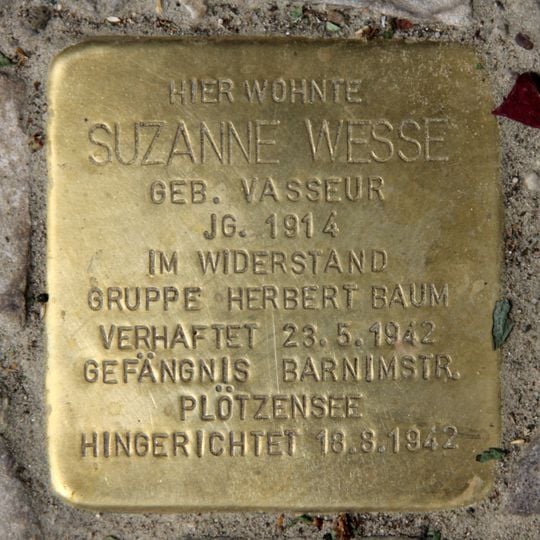 HIER WOHNTE
SUZANNE WESSE
GEB. VASSEUR
JG. 1914
IM WIDERSTAND
GRUPPE HERBERT BAUM
VERHAFTET 23.5.1942
GEFÄNGNIS BARNIMSTR.
PLÖTZENSEE
HINGERICHTET 18.8.1942